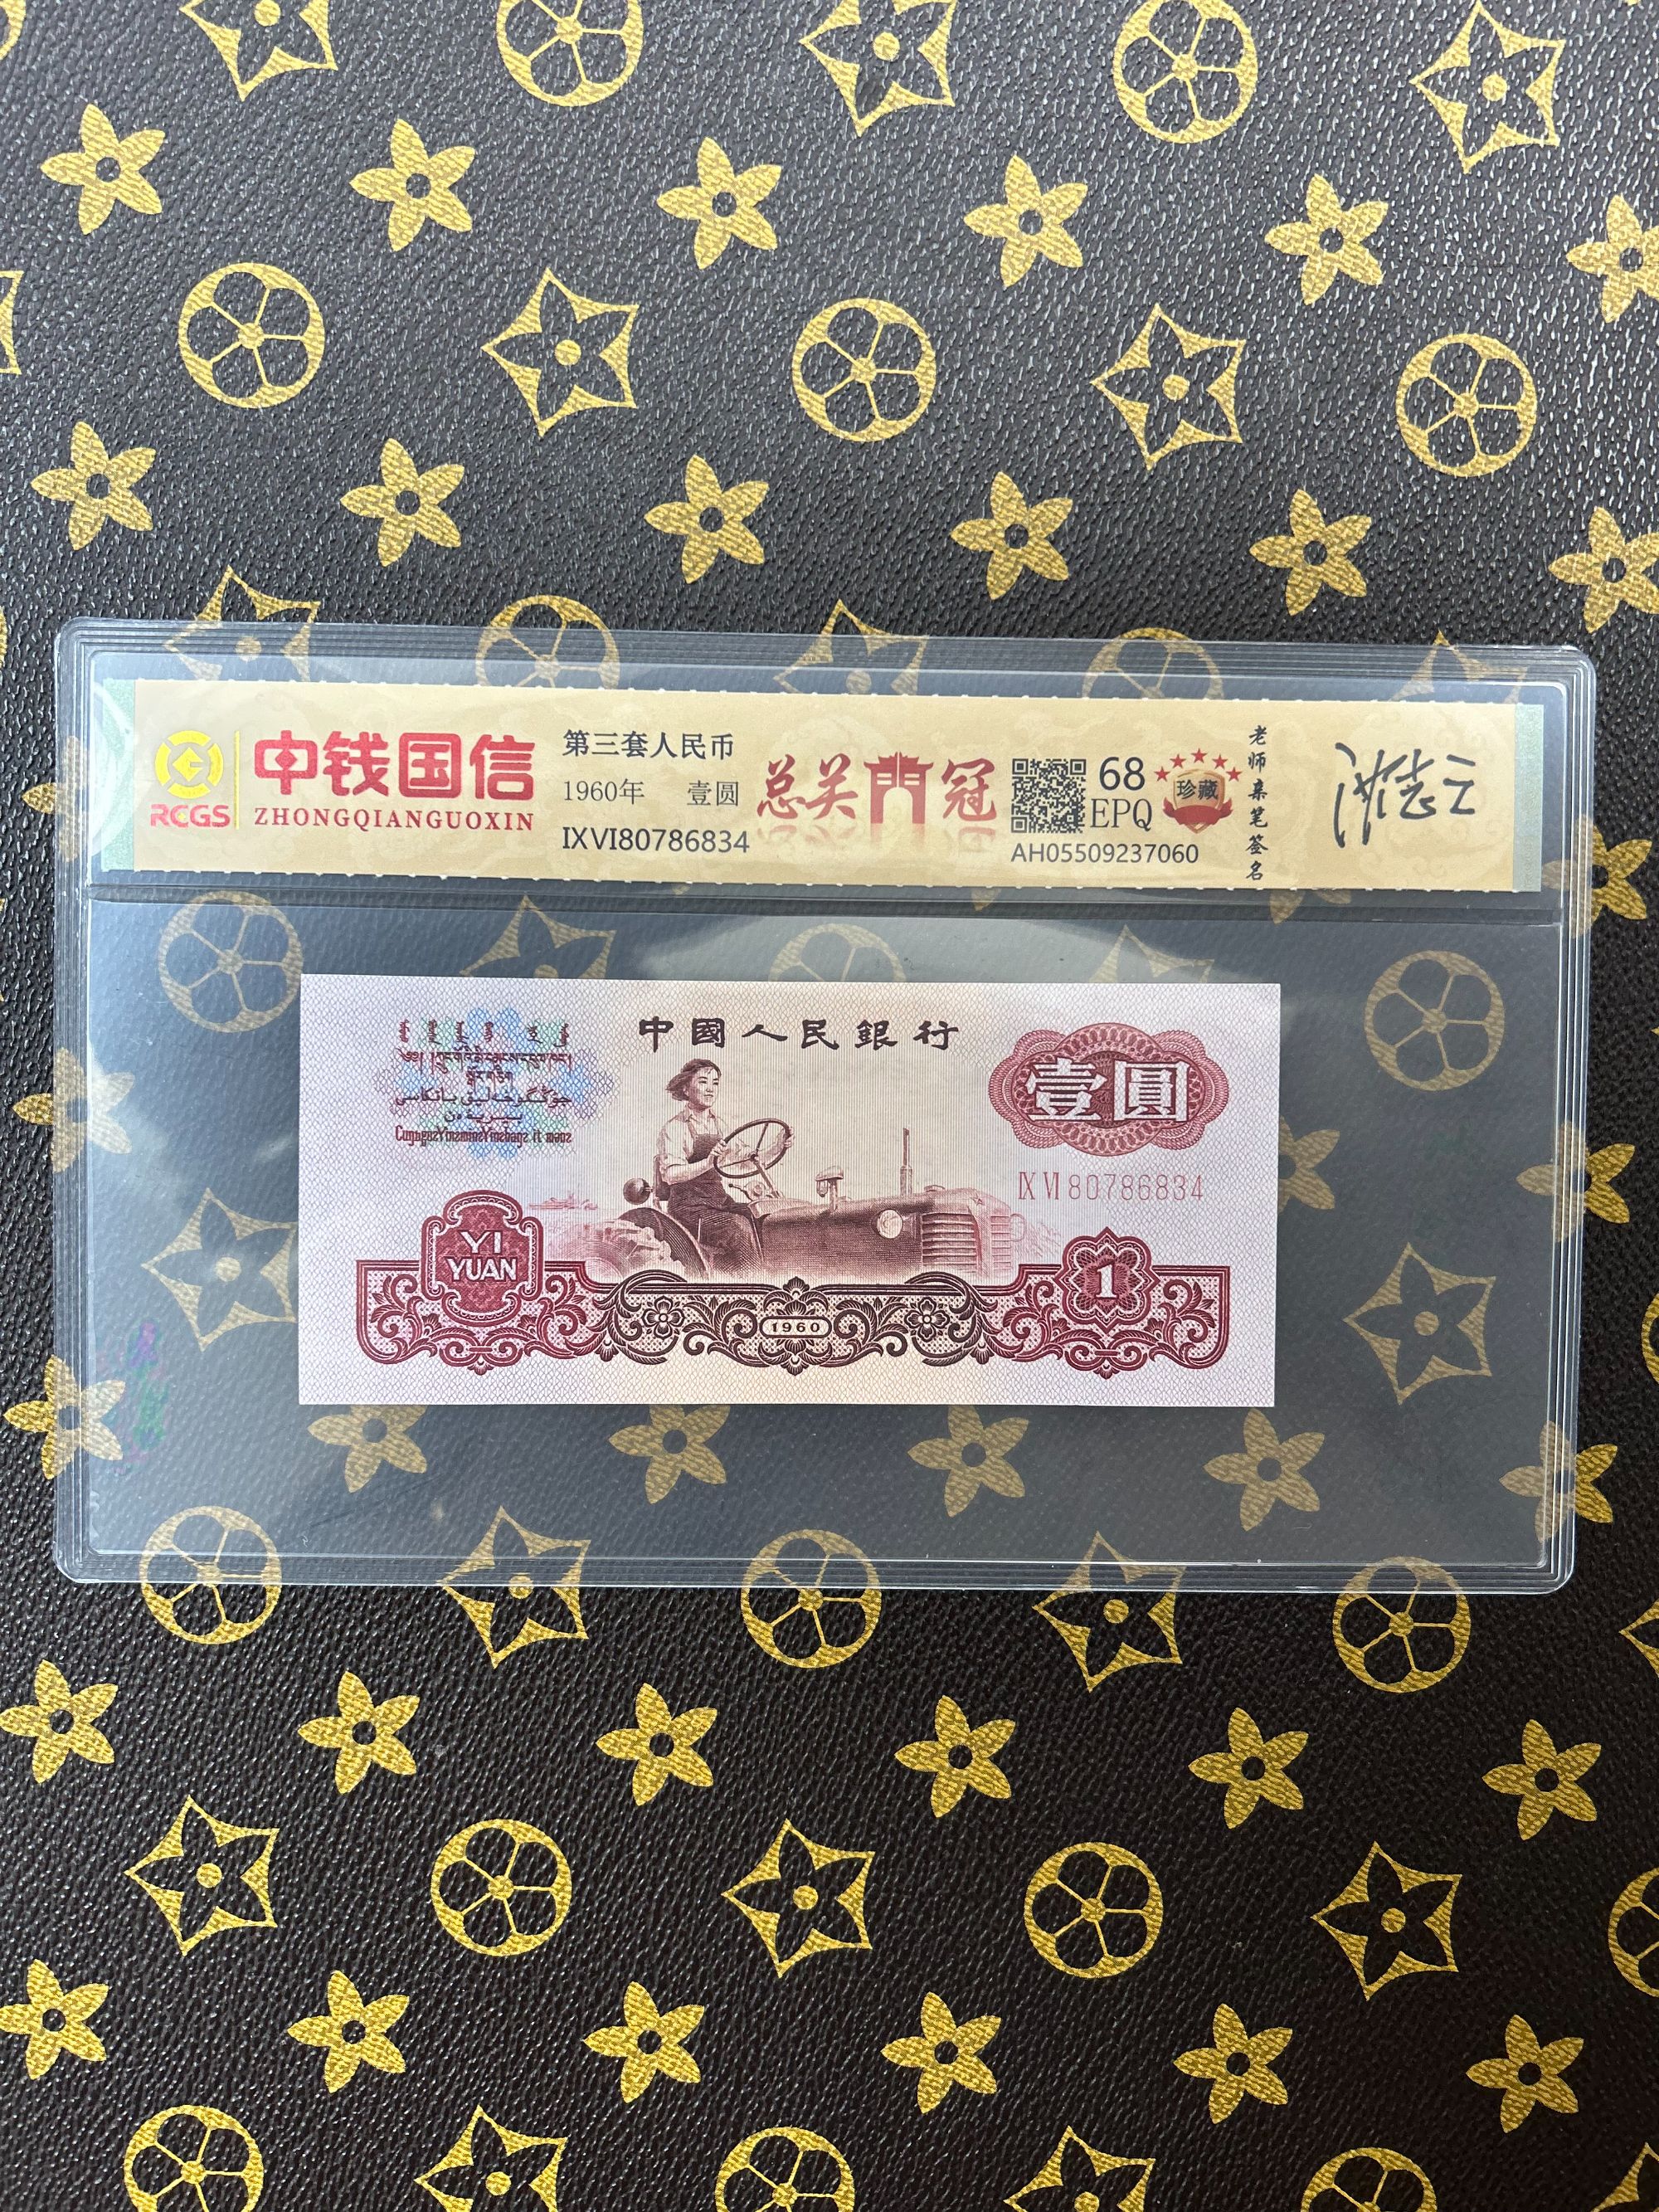 中钱国信
RCGS
ZHONGQIANGUOXIN
第三套人民币
1960年 壹圆
IXVI80786834
总关門冠
68
EPQ
珍藏
AH05509237060
老师亲笔签名
中國人民銀行
壹圓
IX VI 80786834
YI
YUAN
1960
1